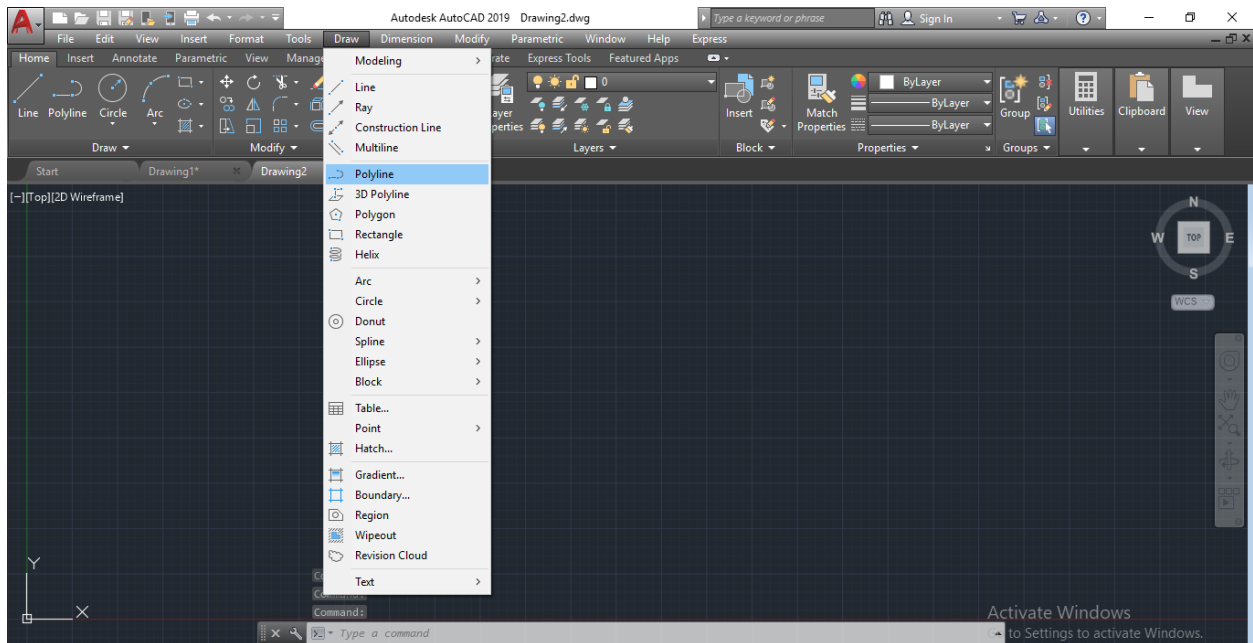 Autodesk AutoCAD 2019 Drawing2.dwg Type a keyword or phrase Sign In
File Edit View Insert Format Tools Draw Dimension Modify Parametric Window Help Express
Home Insert Annotate Parametric View Manage rate Express Tools Featured Apps
Line Polyline Circle Arc
Draw
Modify
0
ayer
perties
Layers
Insert
Block
Match
Properties
ByLayer
ByLayer
ByLayer
Properties
Group
Groups
Utilities
Clipboard
View
Start Drawing1* Drawing2
[−][Top][2D Wireframe]
Modeling
Line
Ray
Construction Line
Multiline
Polyline
3D Polyline
Polygon
Rectangle
Helix
Arc
Circle
Donut
Spline
Ellipse
Block
Table...
Point
Hatch...
Gradient...
Boundary...
Region
Wipeout
Revision Cloud
Text
N
W TOP E
S
WCS
Y
X
Command:
Type a command
Activate Windows
to Settings to activate Windows.